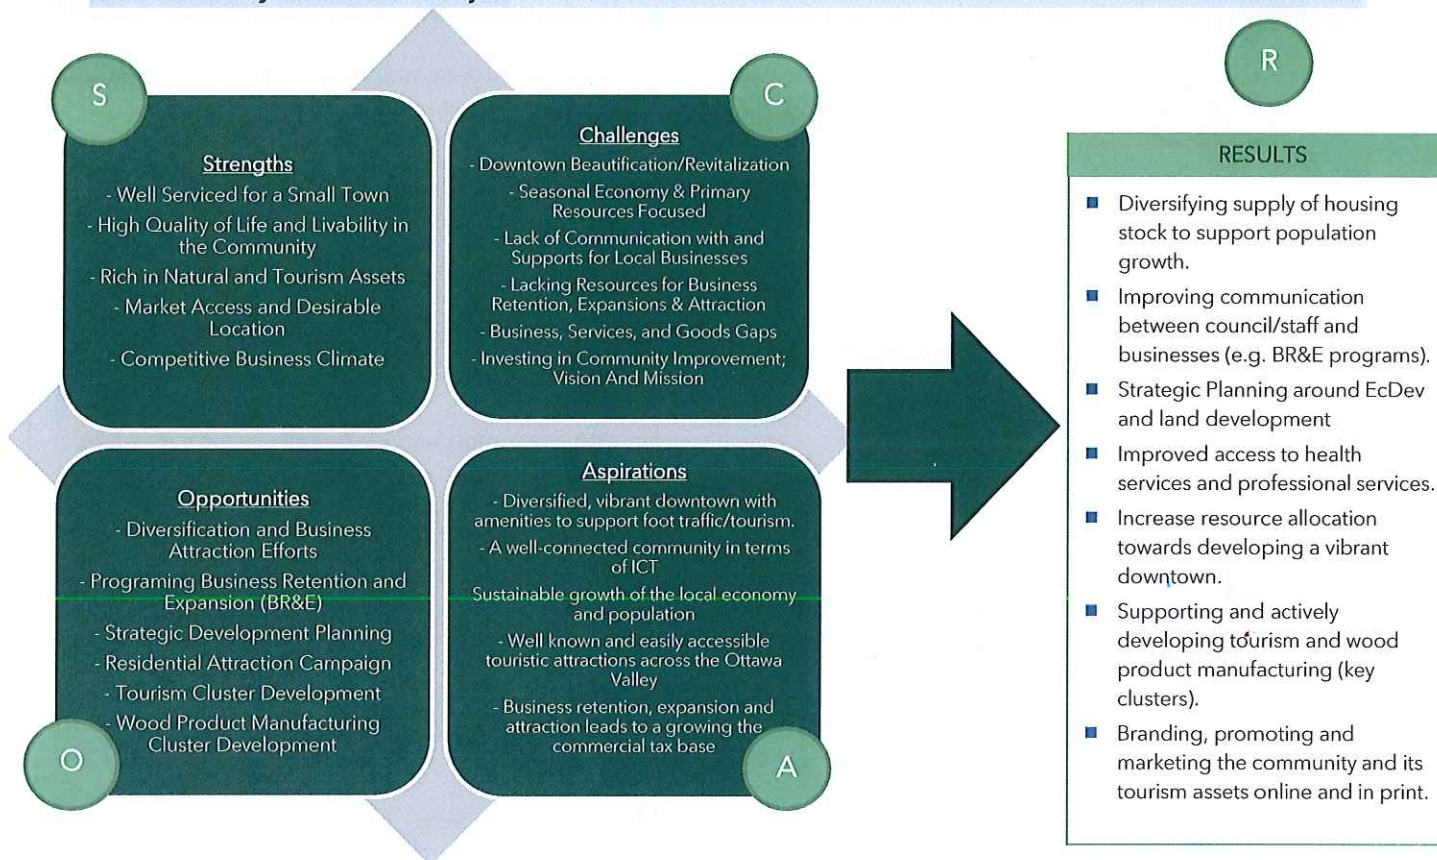 S
Strengths
- Well Serviced for a Small Town
- High Quality of Life and Livability in
the Community
- Rich in Natural and Tourism Assets
- Market Access and Desirable
Location
- Competitive Business Climate
C
Challenges
- Downtown Beautification/Revitalization
- Seasonal Economy & Primary
Resources Focused
- Lack of Communication with and
Supports for Local Businesses
- Lacking Resources for Business
Retention, Expansions & Attraction
- Business, Services, and Goods Gaps
- Investing in Community Improvement;
Vision And Mission
Opportunities
- Diversification and Business
Attraction Efforts
- Programing Business Retention and
Expansion (BR&E)
- Strategic Development Planning
- Residential Attraction Campaign
- Tourism Cluster Development
- Wood Product Manufacturing
Cluster Development
O
Aspirations
- Diversified, vibrant downtown with
amenities to support foot traffic/tourism.
- A well-connected community in terms
of ICT
Sustainable growth of the local economy
and population
- Well known and easily accessible
touristic attractions across the Ottawa
Valley
- Business retention, expansion and
attraction leads to a growing the
commercial tax base
A
R
RESULTS
Diversifying supply of housing
stock to support population
growth.
Improving communication
between council/staff and
businesses (e.g. BR&E programs).
Strategic Planning around EcDev
and land development
Improved access to health
services and professional services.
Increase resource allocation
towards developing a vibrant
downtown.
Supporting and actively
developing tourism and wood
product manufacturing (key
clusters).
Branding, promoting and
marketing the community and its
tourism assets online and in print.